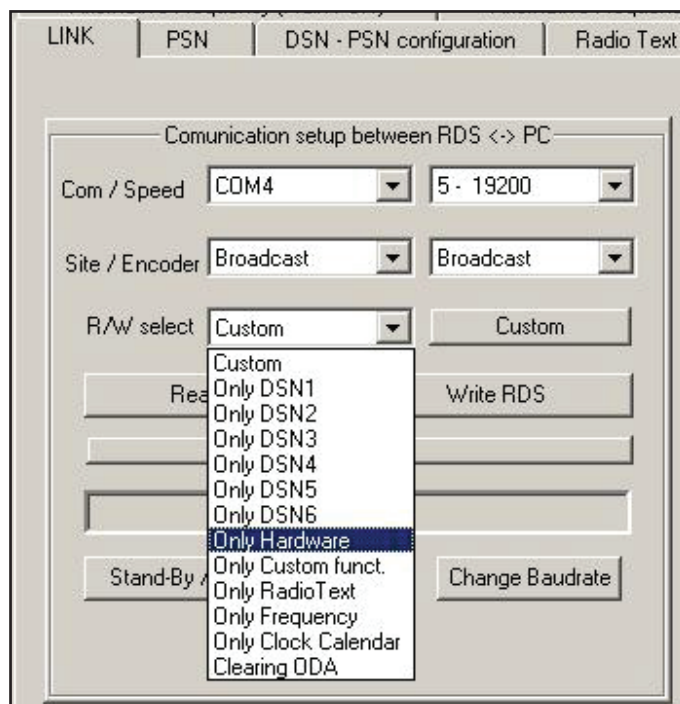 LINK PSN DSN - PSN configuration Radio Text
Comunication setup between RDS <-> PC
Com / Speed COM4 5 - 19200
Site / Encoder Broadcast Broadcast
R/W select Custom Custom
Custom
Only DSN1
Only DSN2
Only DSN3
Only DSN4
Only DSN5
Only DSN6
Only Hardware
Only Custom funct.
Only RadioText
Only Frequency
Only Clock Calendar
Clearing ODA
Write RDS
Stand-By Change Baudrate